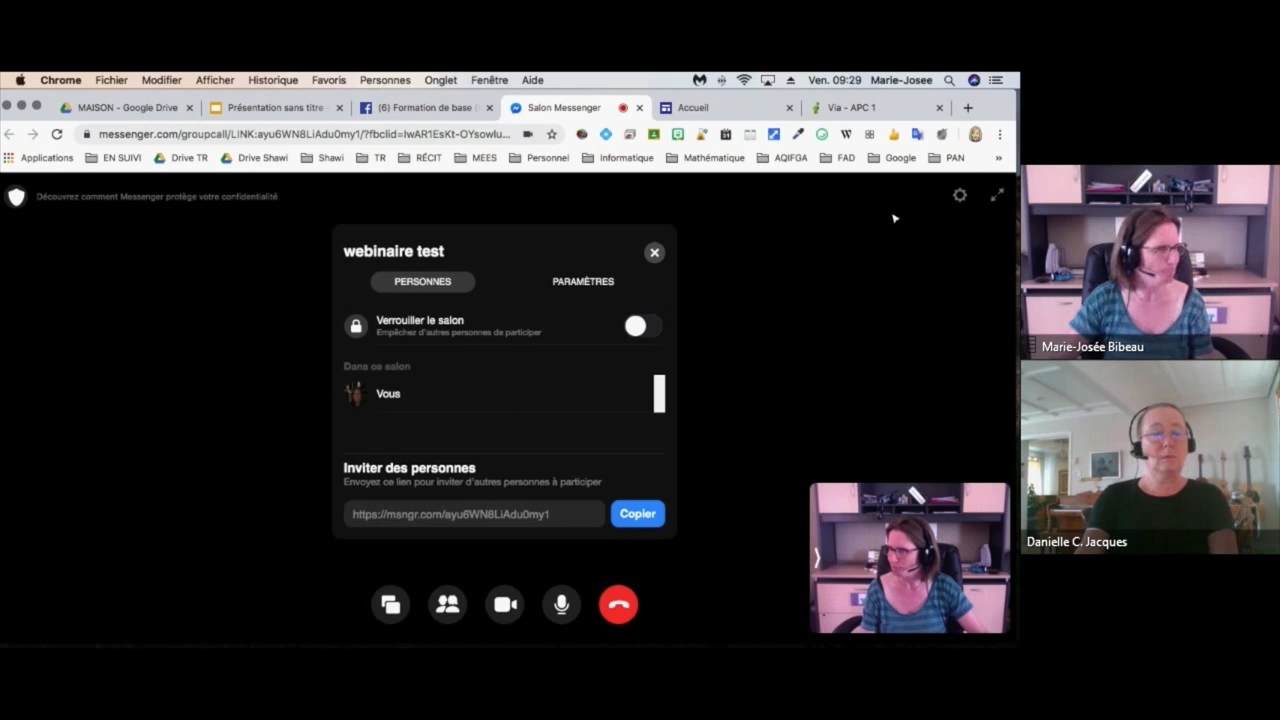 Chrome Fichier Modifier Afficher Historique Favoris Personnes Onglet Fenêtre Aide Ven. 09:29 Marie-Josee
MAISON - Google Drive Présentation sans titre (6) Formation de base Salon Messenger Accueil Via - APC 1
messenger.com/groupcall/LINK:ayu6WN8LiAdu0my1/?fbclid=IwAR1EsKt-OYsowlu...
Applications EN SUIVI Drive TR Drive Shawi Shawi TR RÉCIT MEES Personnel Informatique Mathématique AQIFGA FAD Google PAN »
Découvrez comment Messenger protège votre confidentialité
webinaire test
PERSONNES PARAMÈTRES
Verrouiller le salon
Empêchez d'autres personnes de participer
Dans ce salon
Vous
Inviter des personnes
Envoyez ce lien pour inviter d'autres personnes à participer
https://msngr.com/ayu6WN8LiAdu0my1 Copier
Marie-Josée Bibeau
Danielle C. Jacques